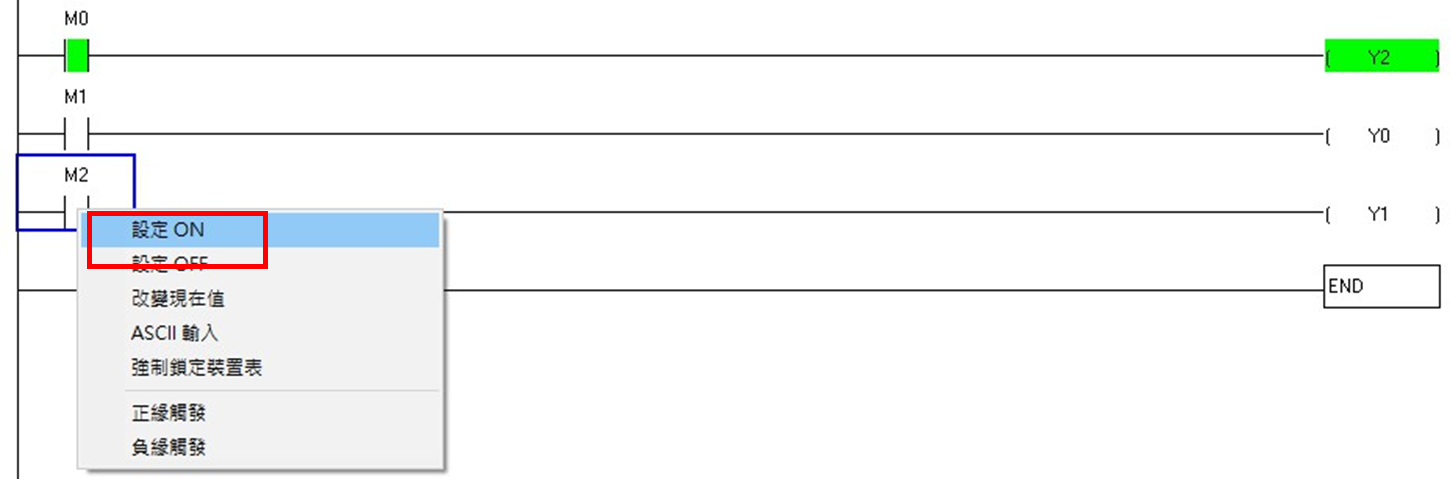 M0
( Y2 )
M1
( Y0 )
M2
( Y1 )
設定 ON
設定 OFF
改變現在值
ASCII 輸入
強制鎖定裝置表
正緣觸發
負緣觸發
END